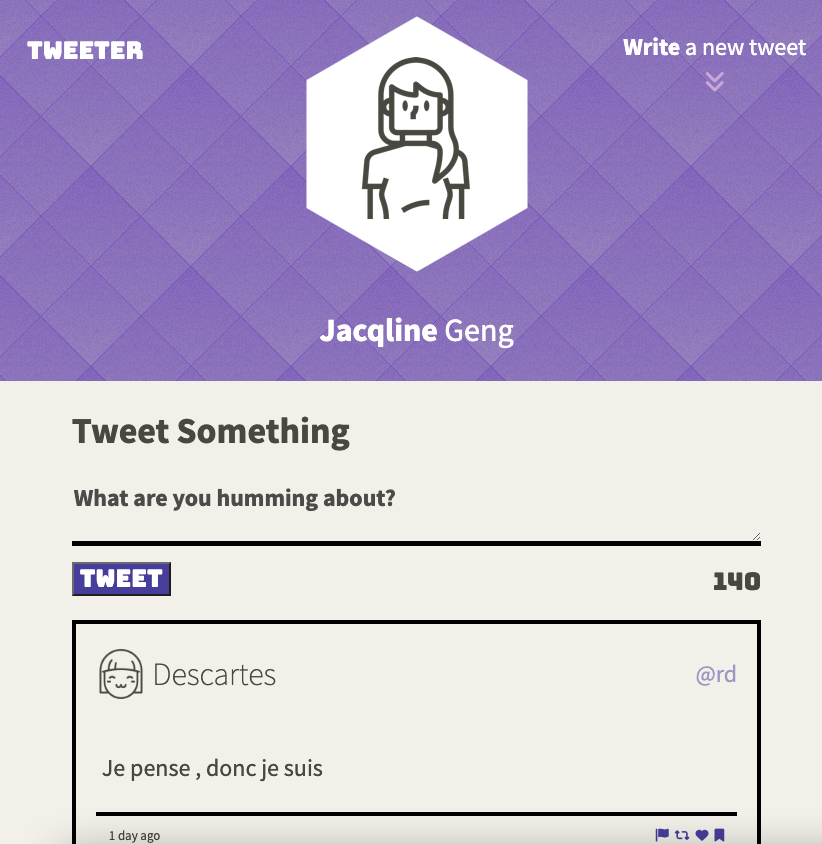 TWEETER
Write a new tweet
Jacqline Geng
Tweet Something
What are you humming about?
TWEET
140
Descartes
@rd
Je pense , donc je suis
1 day ago